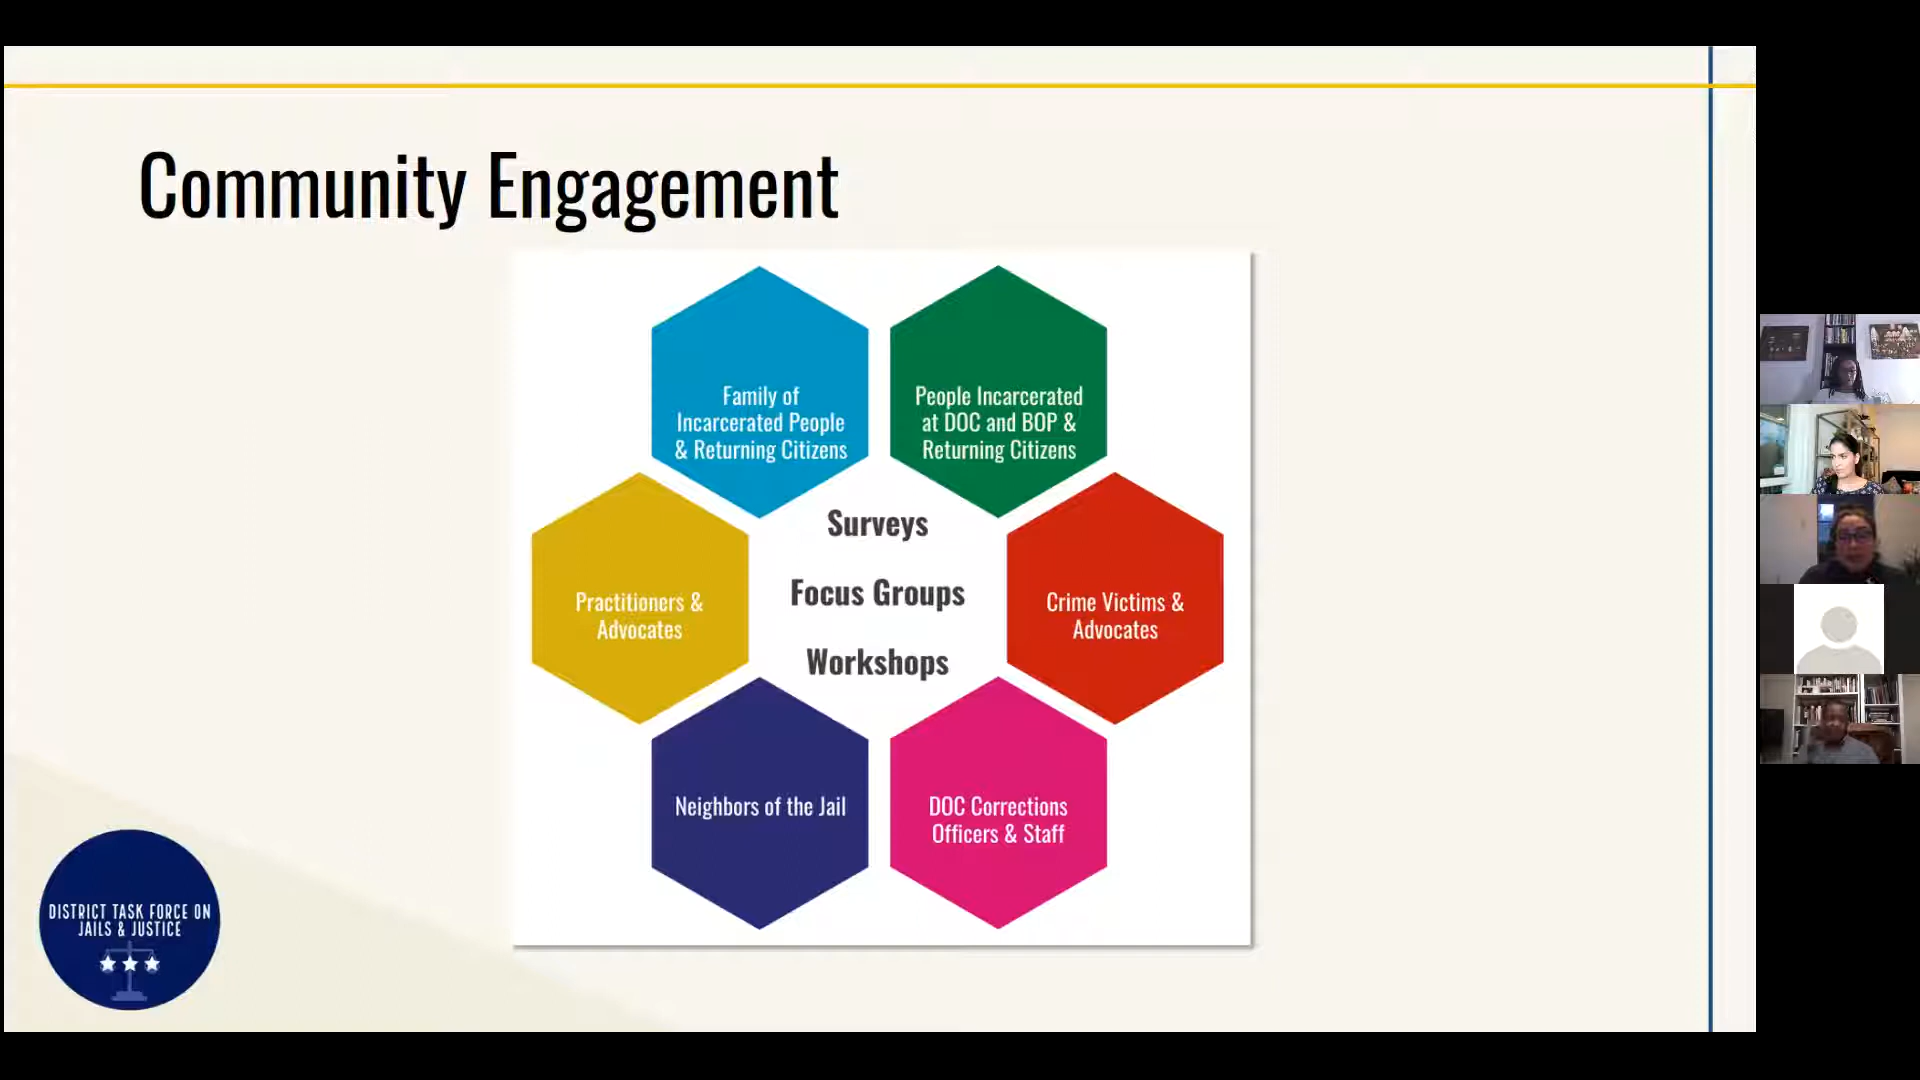 Community Engagement
Family of
Incarcerated People
& Returning Citizens
People Incarcerated
at DOC and BOP &
Returning Citizens
Practitioners &
Advocates
Surveys
Focus Groups
Workshops
Crime Victims &
Advocates
Neighbors of the Jail
DOC Corrections
Officers & Staff
DISTRICT TASK FORCE ON
JAILS & JUSTICE